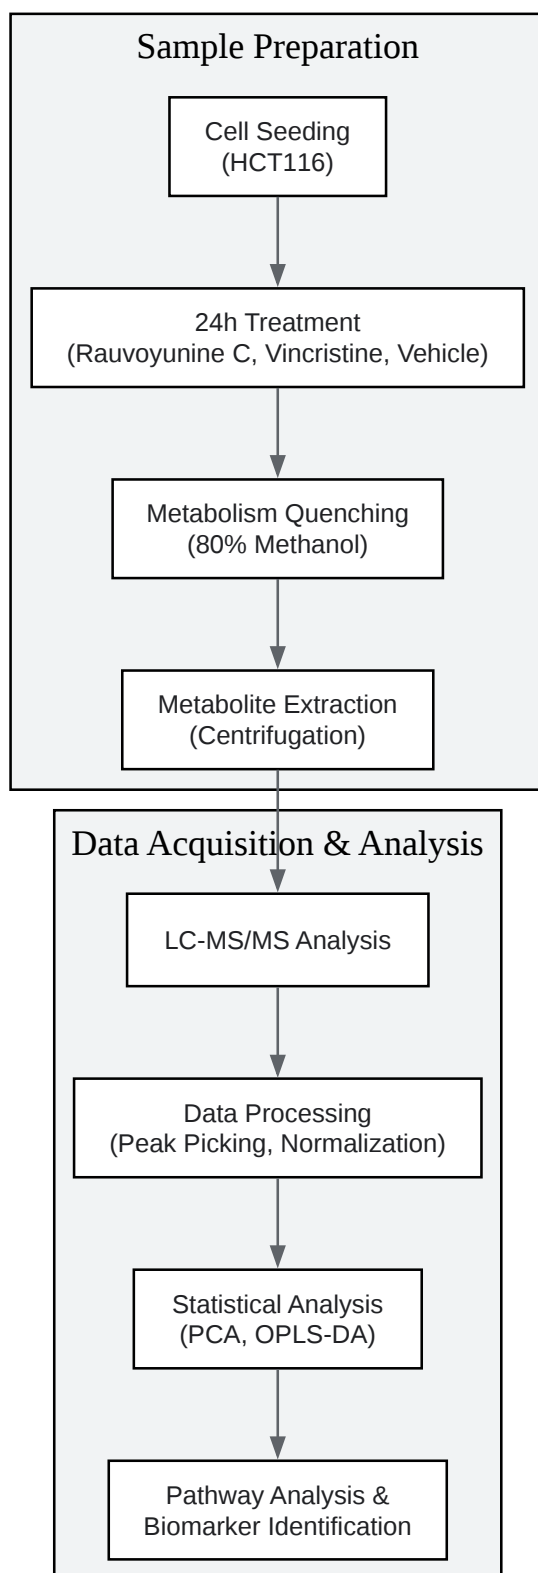 Sample Preparation
Cell Seeding
(HCT116)
24h Treatment
(Rauvoyunine C, Vincristine, Vehicle)
Metabolism Quenching
(80% Methanol)
Metabolite Extraction
(Centrifugation)
Data Acquisition & Analysis
LC-MS/MS Analysis
Data Processing
(Peak Picking, Normalization)
Statistical Analysis
(PCA, OPLS-DA)
Pathway Analysis &
Biomarker Identification